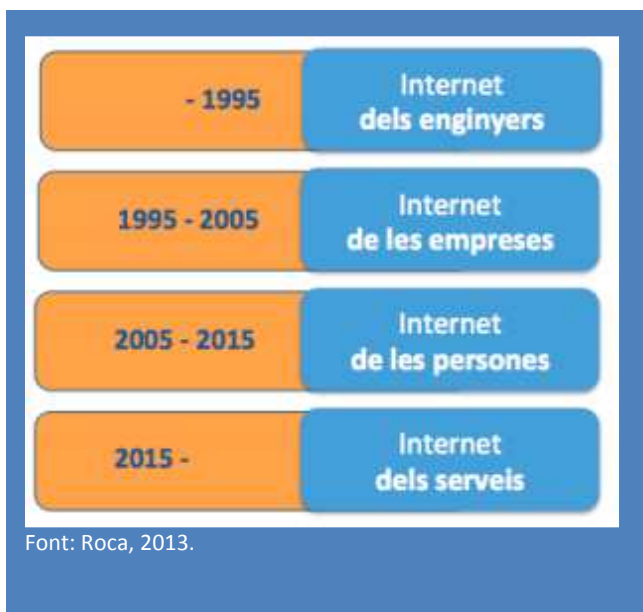 - 1995
Internet
dels enginyers
1995 - 2005
Internet
de les empreses
2005 - 2015
Internet
de les persones
2015 -
Internet
dels serveis
Font: Roca, 2013.